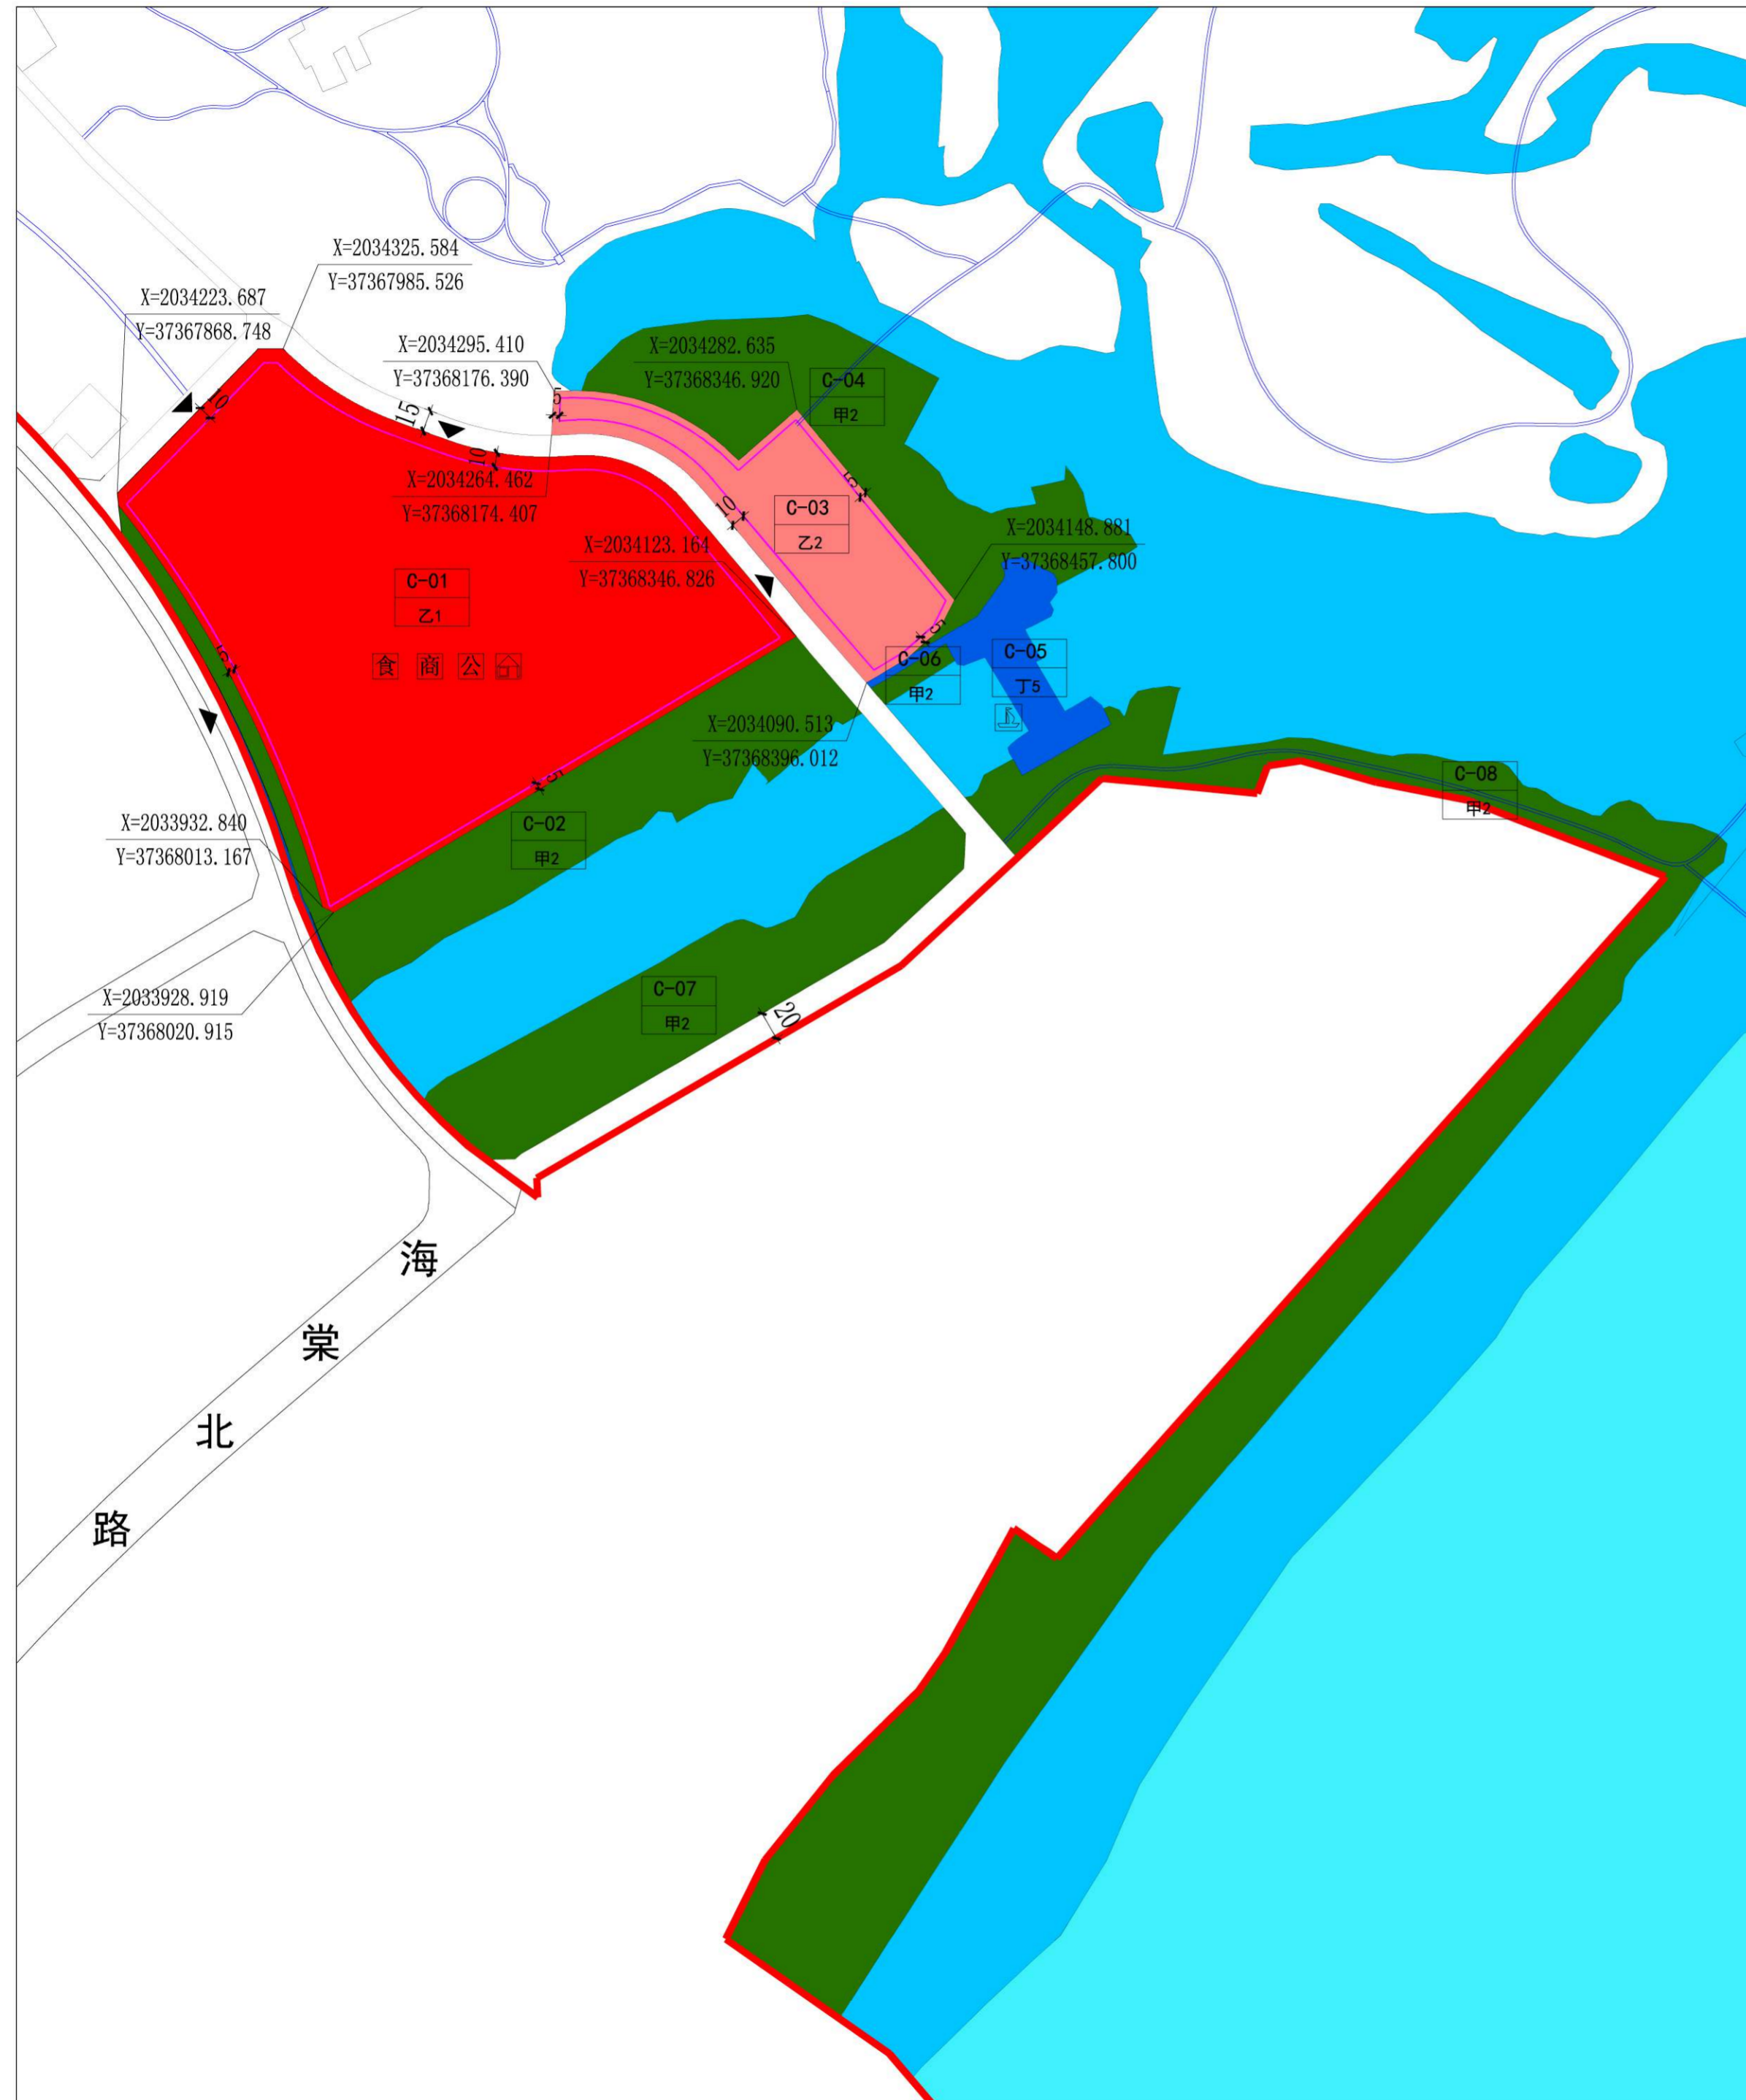 X=2034325.584
Y=37367985.526
X=2034223.687
Y=37367868.748
X=2034295.410
Y=37368176.390
X=2034282.635
Y=37368346.920
C-04
甲2
10
15
5
10
X=2034264.462
Y=37368174.407
5
10
C-03
乙2
X=2034148.881
Y=37368457.800
X=2034123.164
Y=37368346.826
C-01
乙1
食 商 公
5
5
C-06
甲2
C-05
丁5
X=2034090.513
Y=37368396.012
5
C-08
甲2
C-02
甲2
X=2033932.840
Y=37368013.167
X=2033928.919
Y=37368020.915
C-07
甲2
20
海
棠
北
路